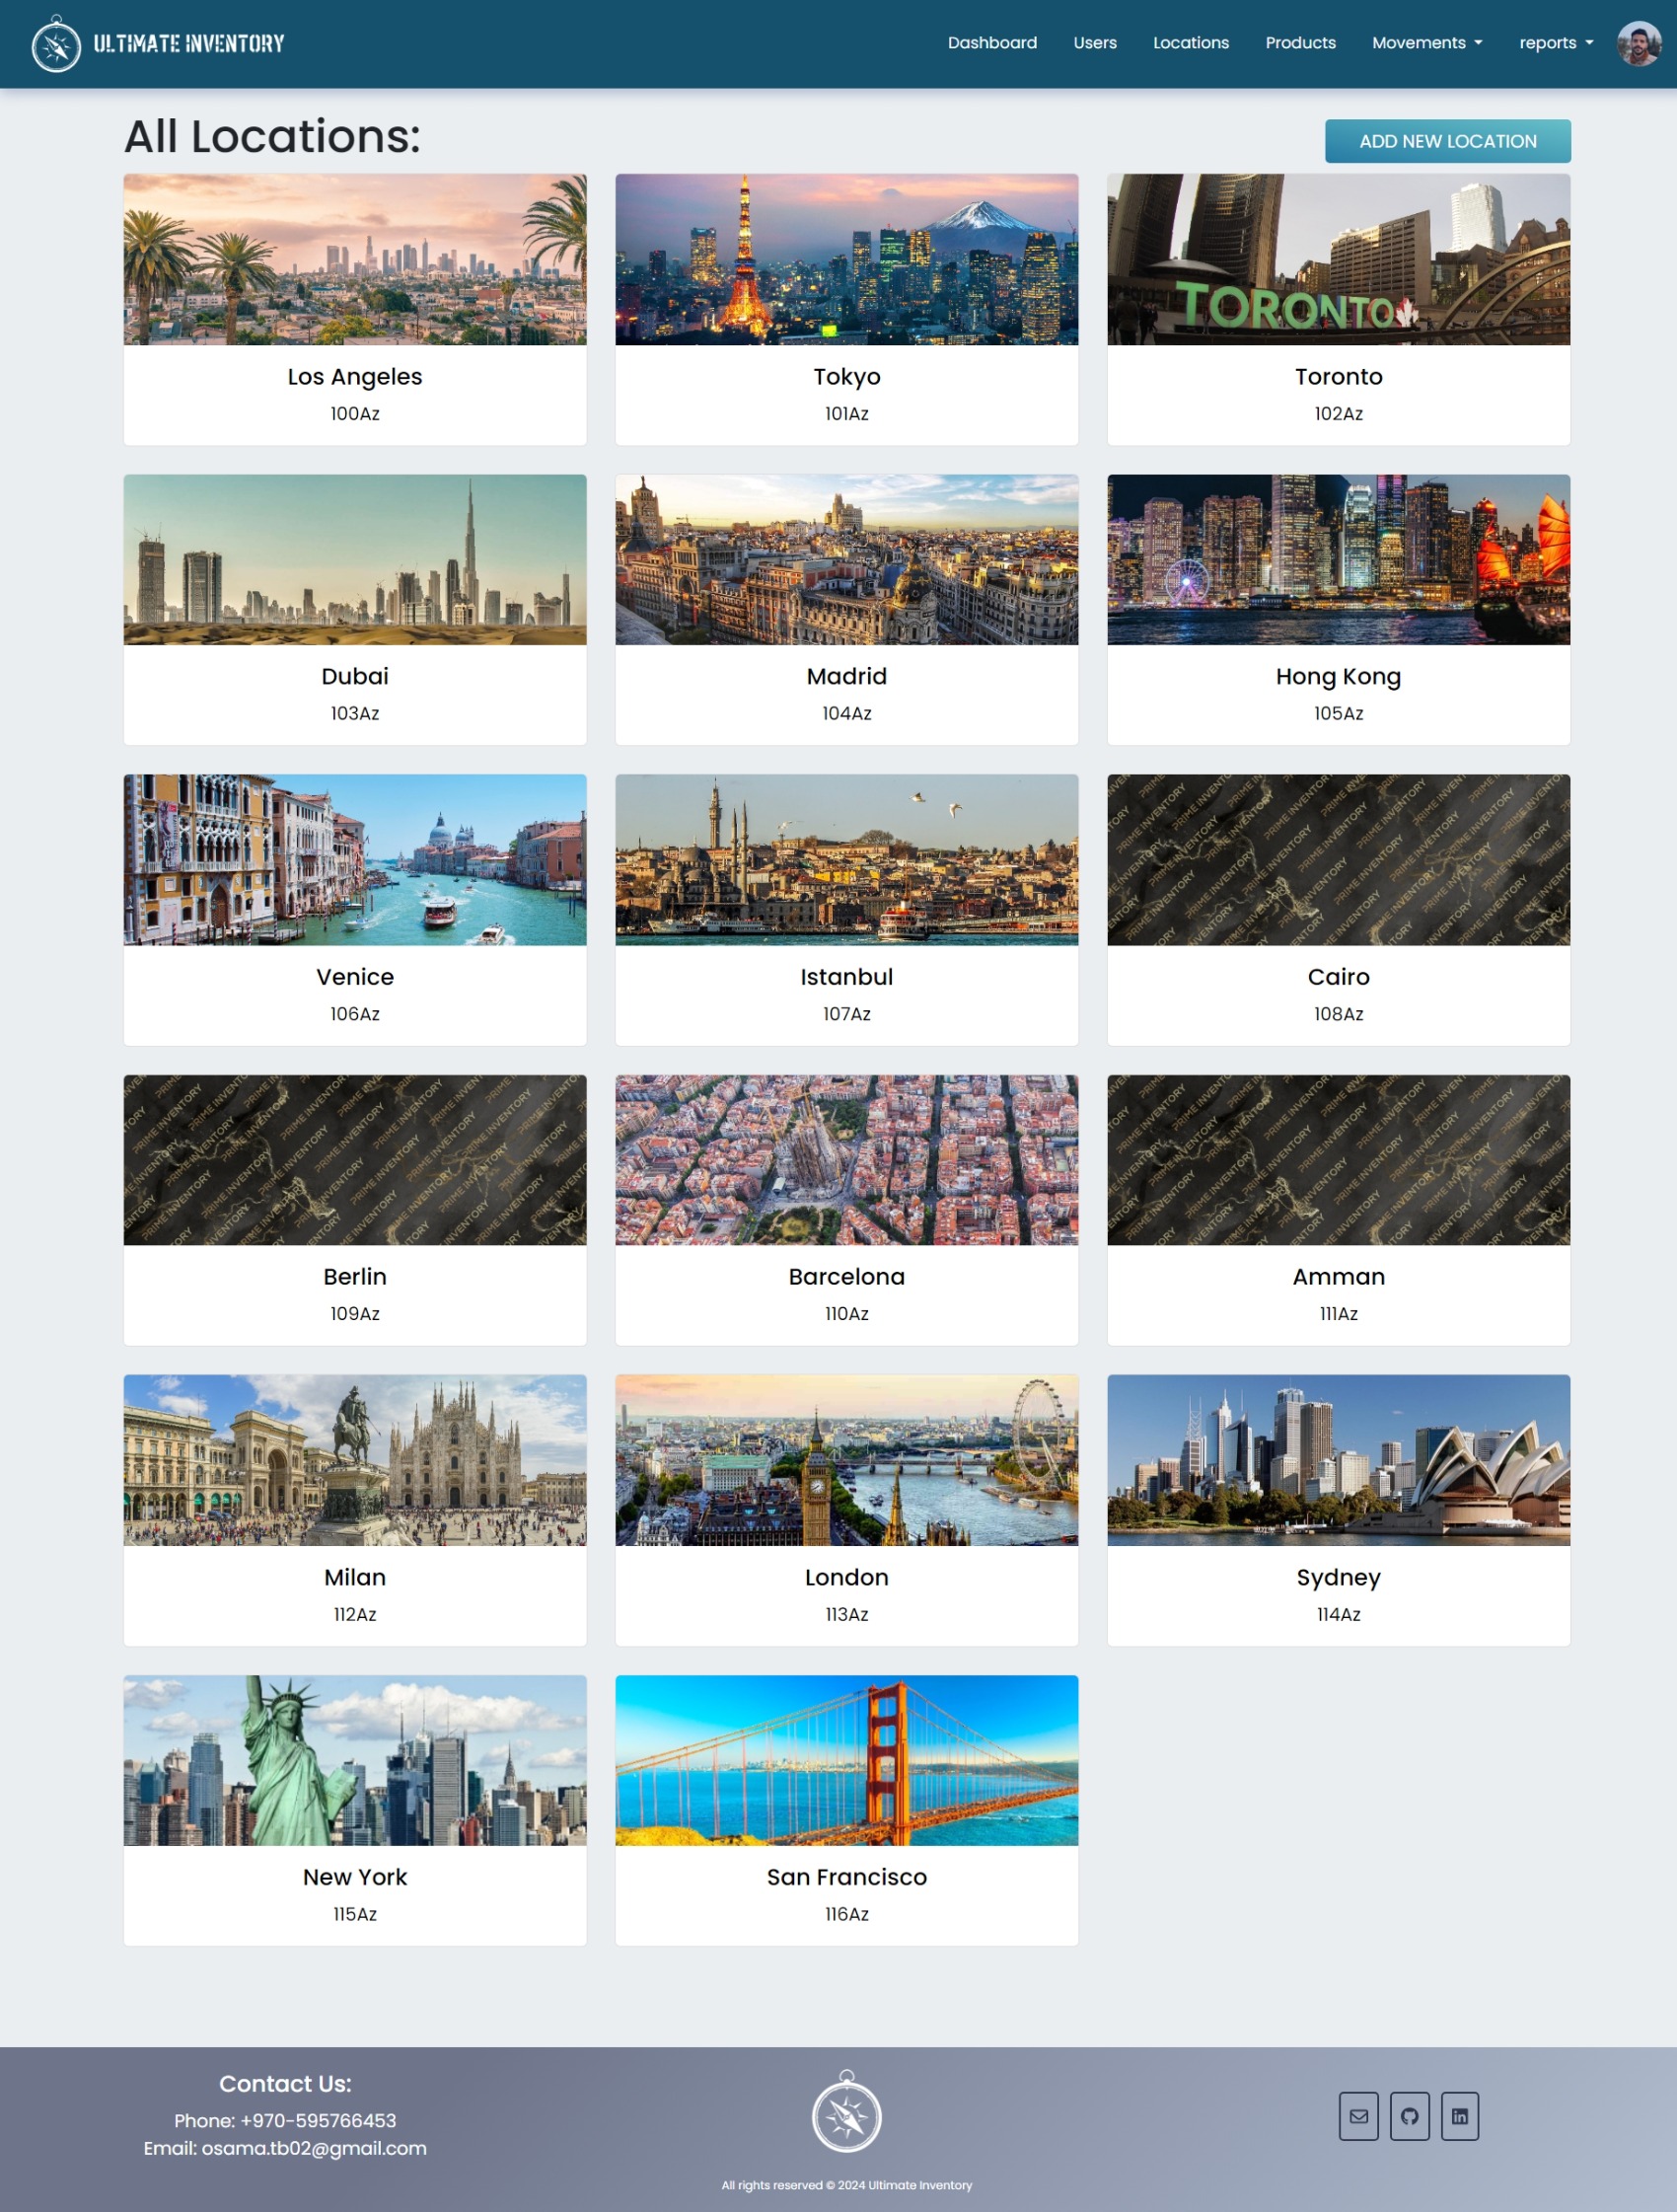 ULTIMATE INVENTORY
Dashboard Users Locations Products Movements reports
All Locations:
ADD NEW LOCATION
TORONTO
Los Angeles Tokyo Toronto
100Az 101Az 102Az
Dubai Madrid Hong Kong
103Az 104Az 105Az
PRIME INVENTORY
Venice Istanbul Cairo
106Az 107Az 108Az
PRIME INVENTORY PRIME INVENTORY
Berlin Barcelona Amman
109Az 110Az 111Az
Milan London Sydney
112Az 113Az 114Az
New York San Francisco
115Az 116Az
Contact Us:
Phone: +970-595766453
Email: osama.tb02@gmail.com
All rights reserved © 2024 Ultimate Inventory